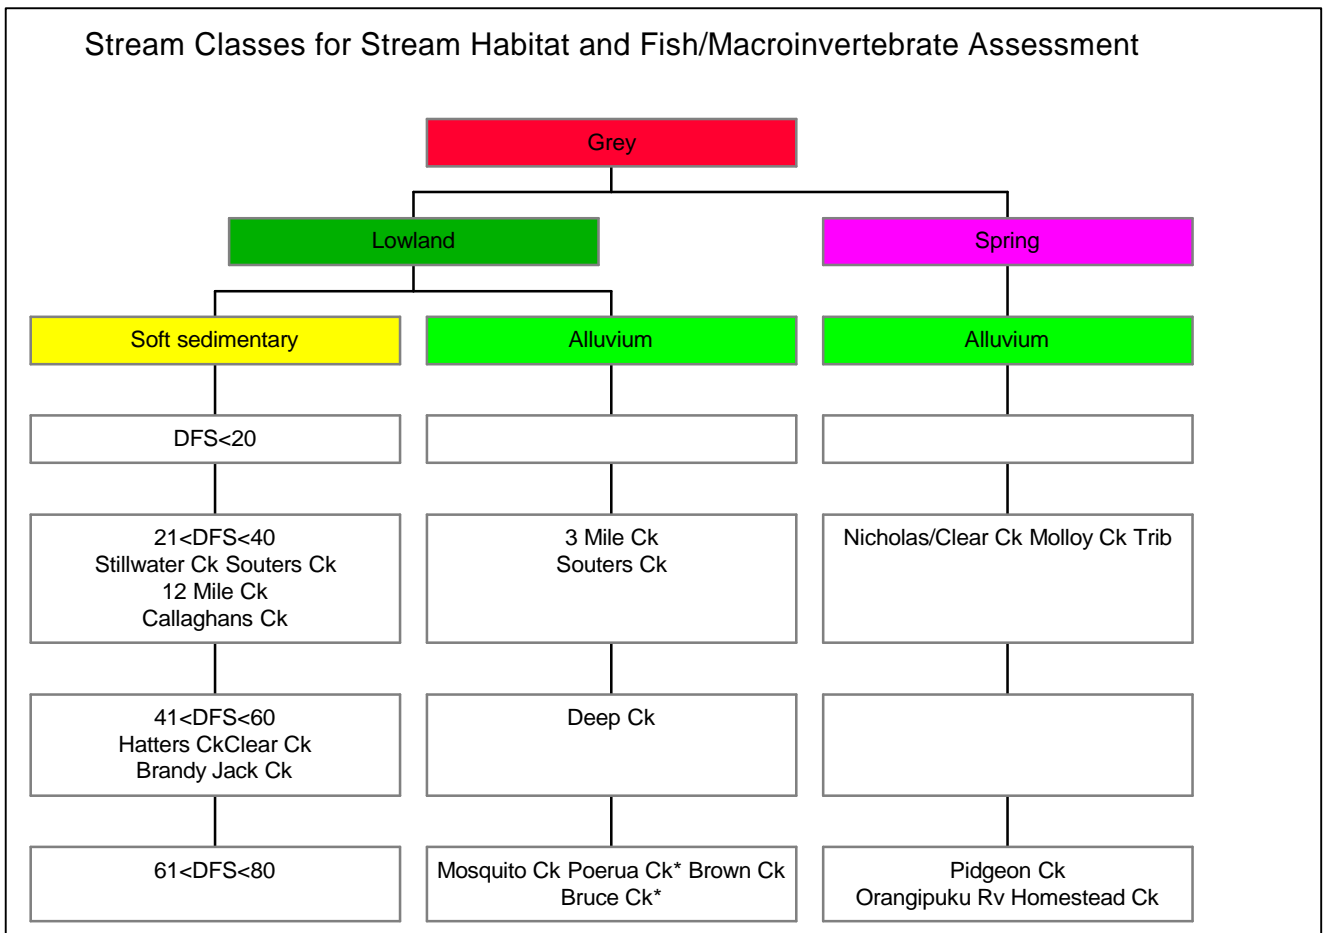 Stream Classes for Stream Habitat and Fish/Macroinvertebrate Assessment
Grey
Lowland
Spring
Soft sedimentary
Alluvium
Alluvium
DFS<20
21<DFS<40
Stillwater Ck Souters Ck
12 Mile Ck
Callaghans Ck
3 Mile Ck
Souters Ck
Nicholas/Clear Ck Molloy Ck Trib
41<DFS<60
Hatters CkClear Ck
Brandy Jack Ck
Deep Ck
61<DFS<80
Mosquito Ck Poerua Ck* Brown Ck
Bruce Ck*
Pidgeon Ck
Orangipuku Rv Homestead Ck